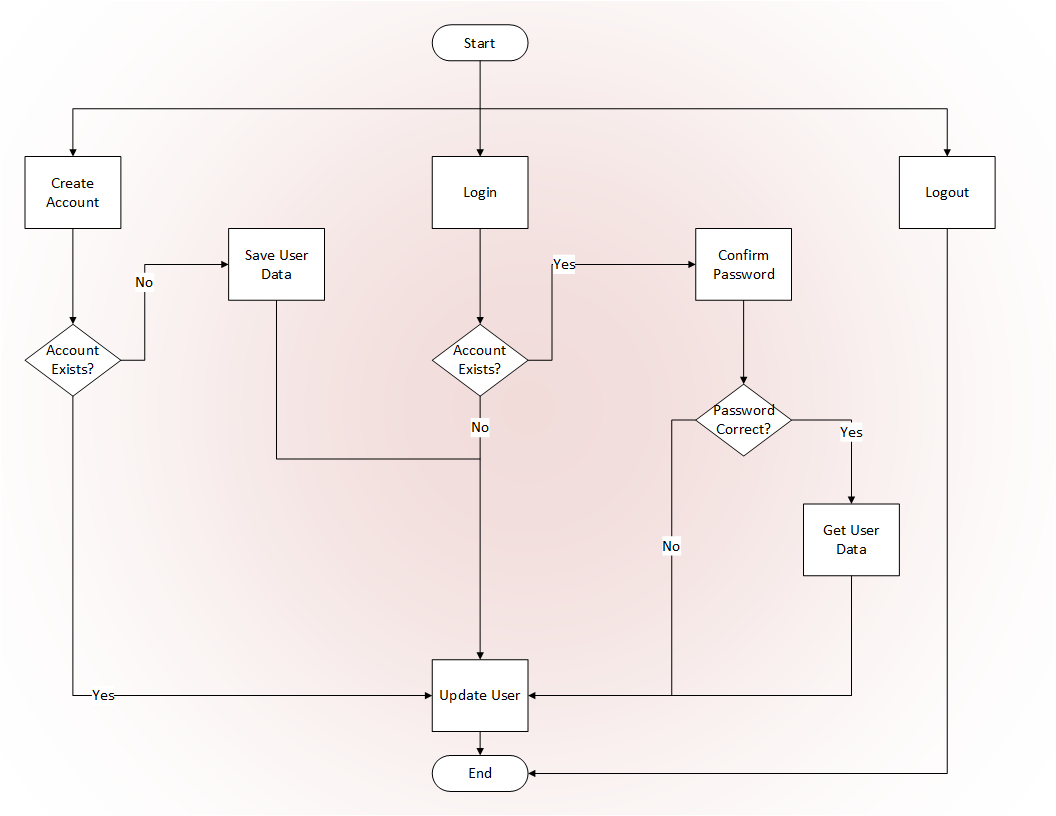 Start
Create
Account
Login
Logout
Save User
Data
Confirm
Password
Yes
No
Account
Exists?
Account
Exists?
Password
Correct?
No
Yes
Get User
Data
No
Yes
Update User
End